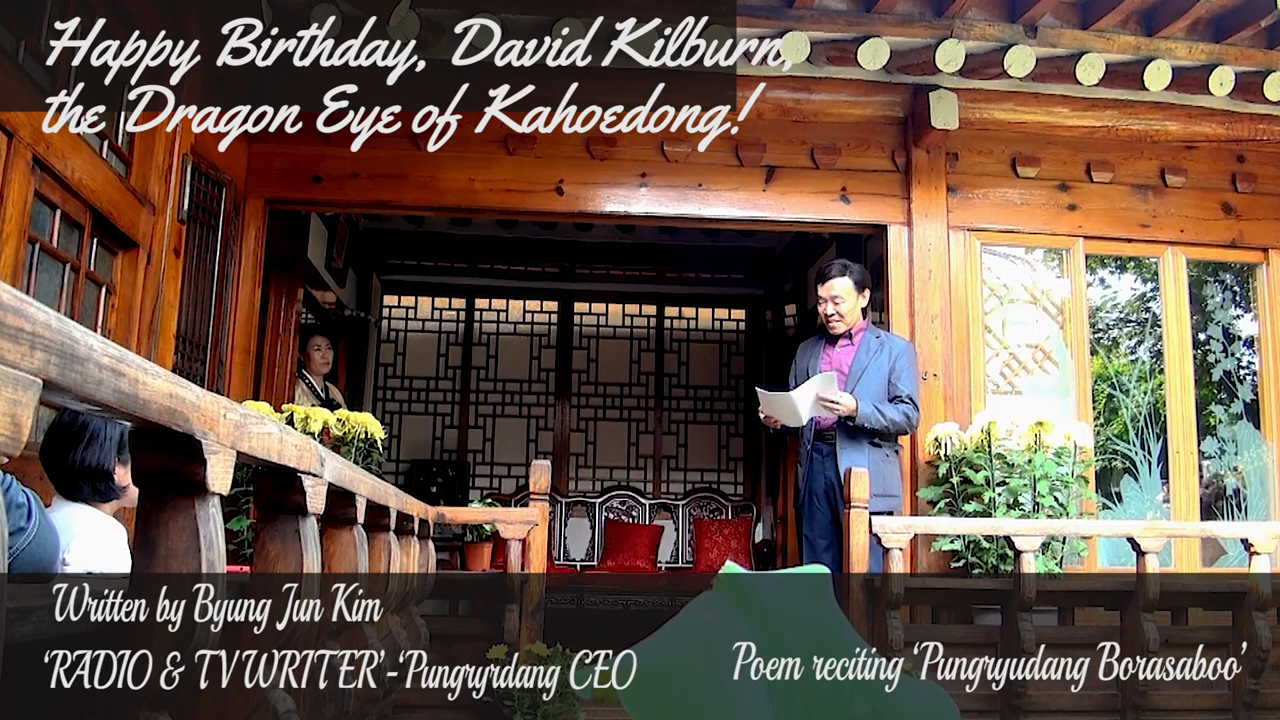 Happy Birthday, David Kilburn,
the Dragon Eye of Kahoedong!
Written by Byung Jun Kim
‘RADIO & TV WRITER’ -‘Pungryrdang CEO
Poem reciting ‘Pungryudang Borasaboo’